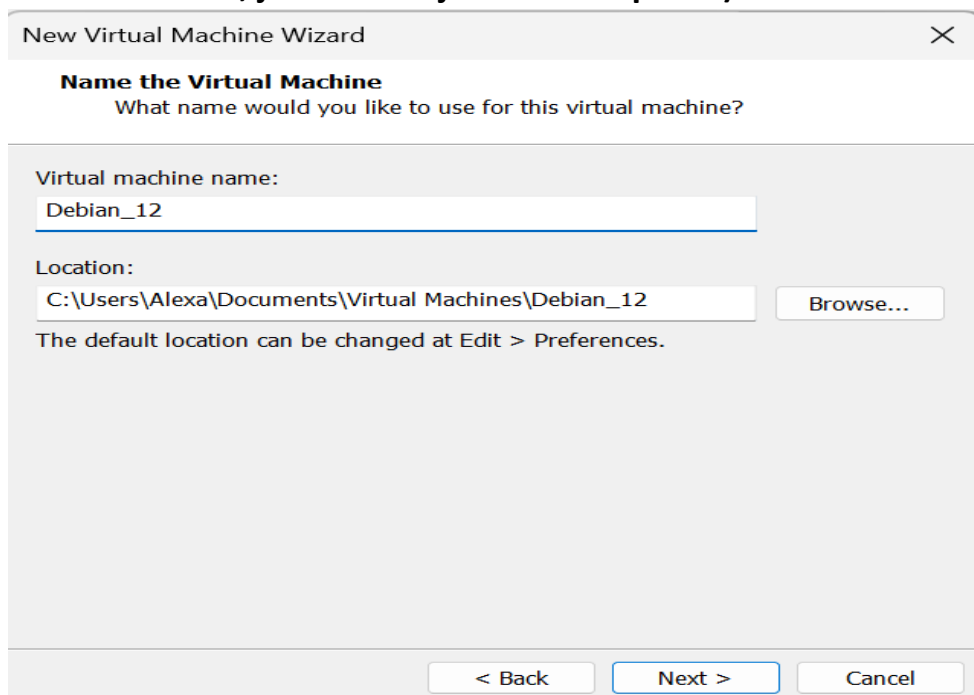 New Virtual Machine Wizard
Name the Virtual Machine
What name would you like to use for this virtual machine?
Virtual machine name:
Debian_12
Location:
C:\Users\Alexa\Documents\Virtual Machines\Debian_12
Browse...
The default location can be changed at Edit > Preferences.
< Back
Next >
Cancel